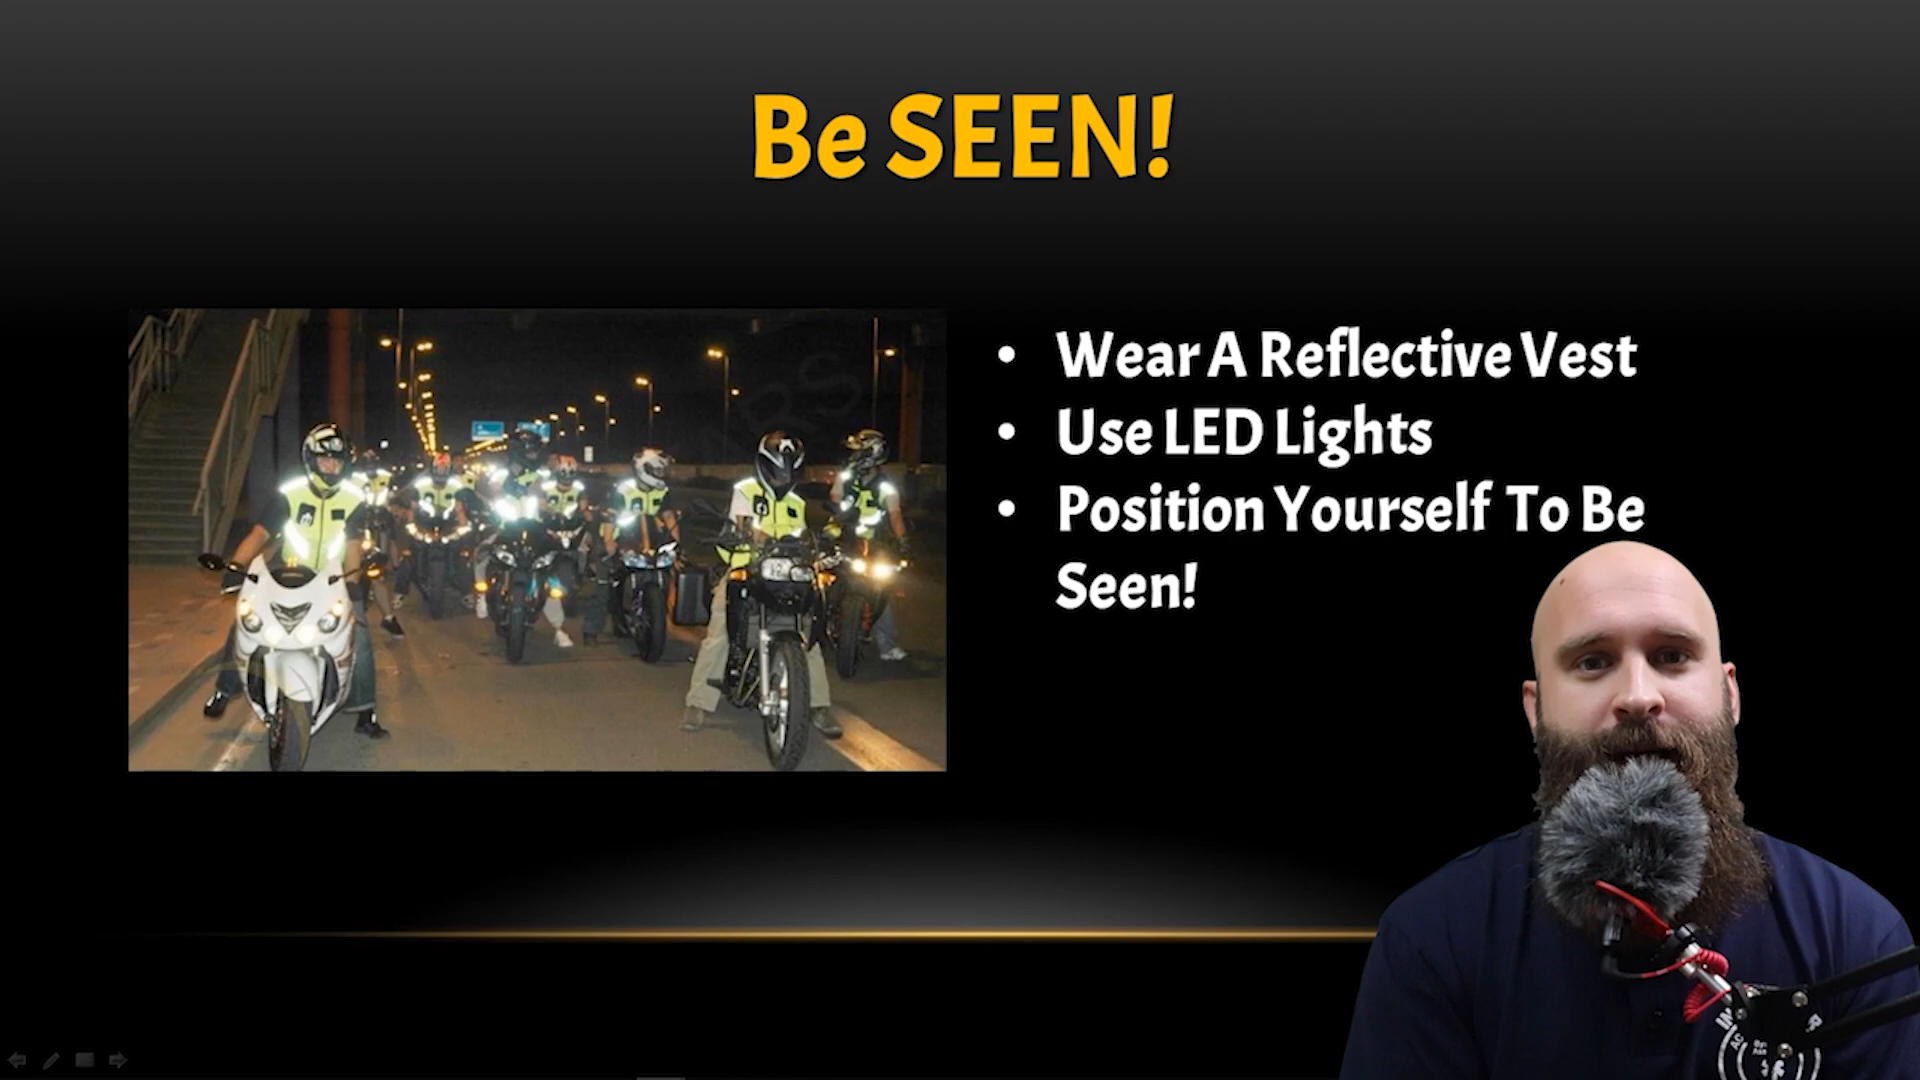 Be SEEN!
• Wear A Reflective Vest
• Use LED Lights
• Position Yourself To Be
Seen!